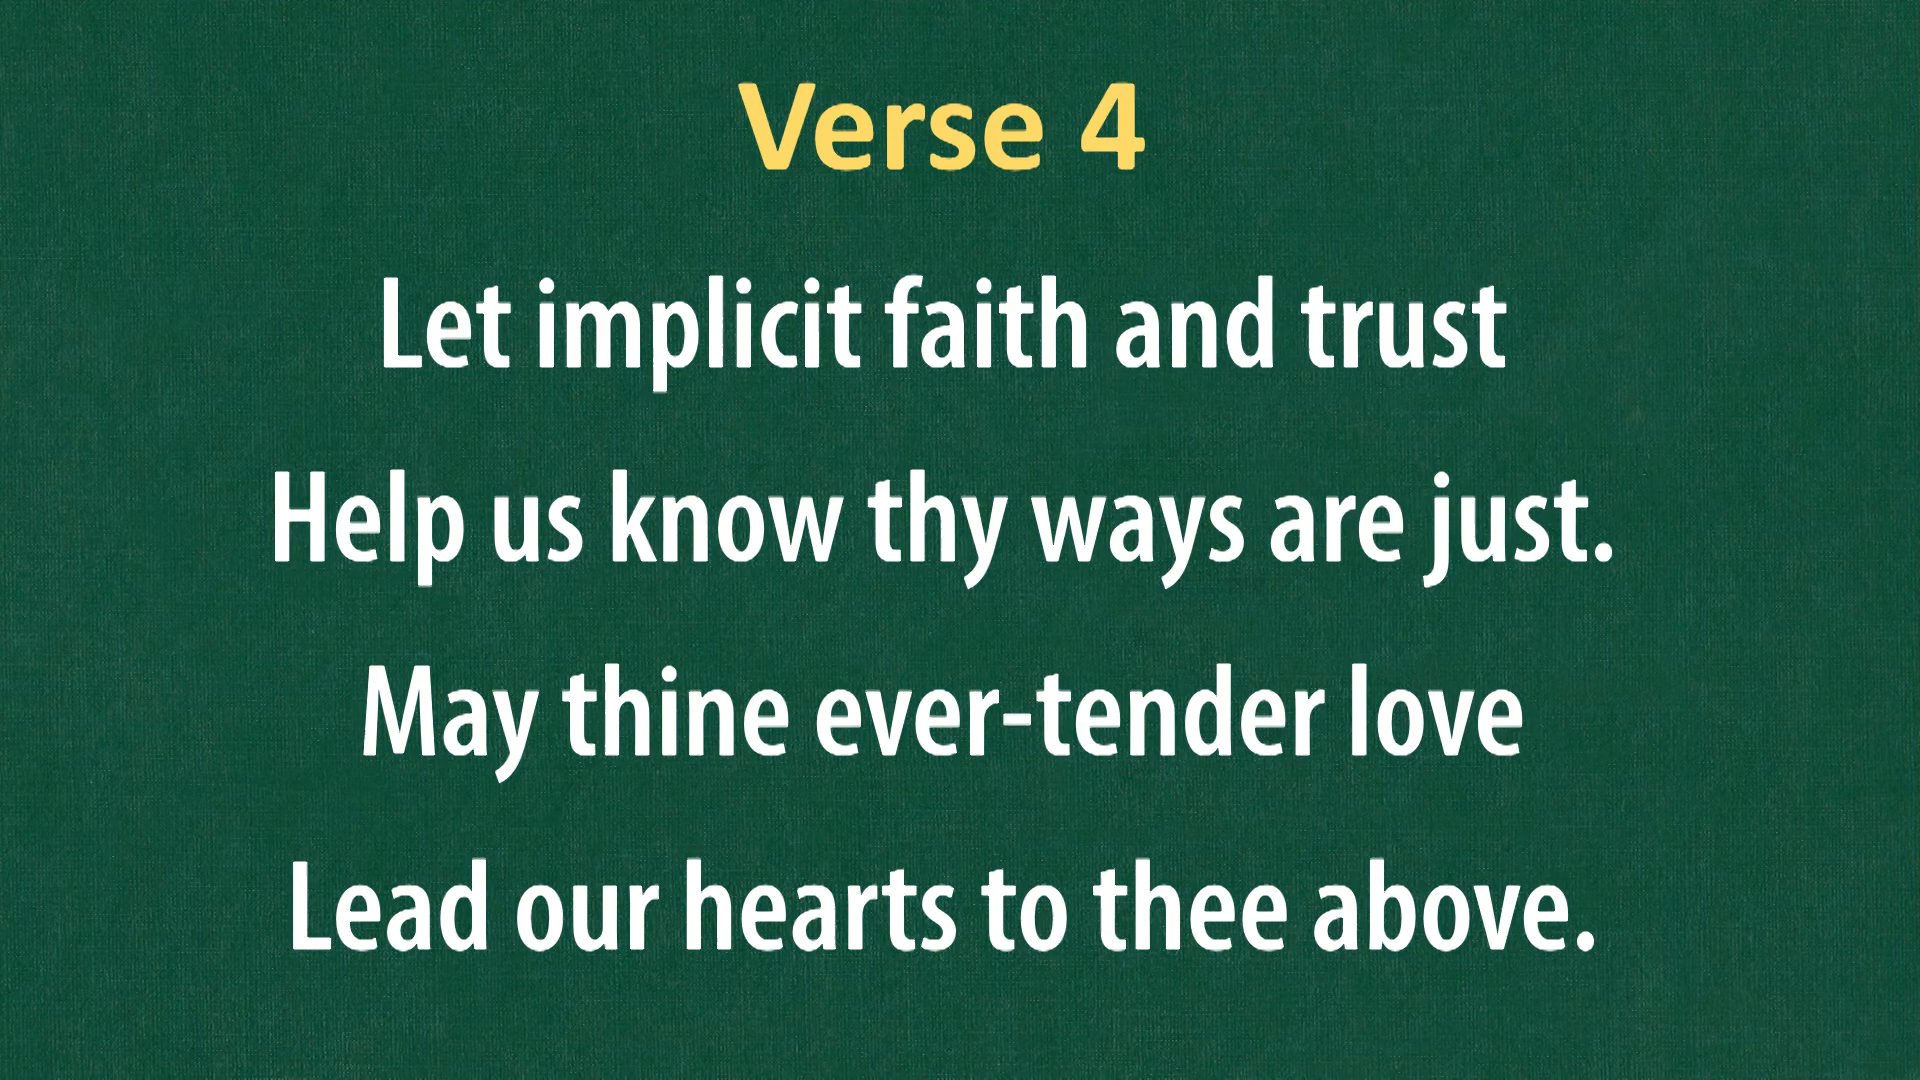 Verse 4
Let implicit faith and trust
Help us know thy ways are just.
May thine ever-tender love
Lead our hearts to thee above.